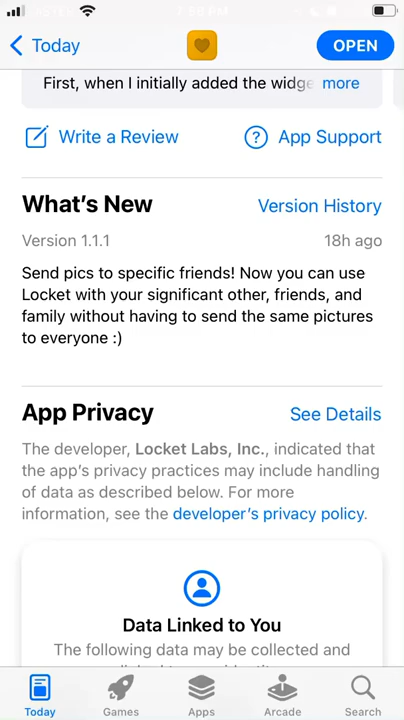 7:58 PM
Today
OPEN
First, when I initially added the widge
more
Write a Review
App Support
What's New
Version History
Version 1.1.1
18h ago
Send pics to specific friends! Now you can use
Locket with your significant other, friends, and
family without having to send the same pictures
to everyone :)
App Privacy
See Details
The developer, Locket Labs, Inc., indicated that
the app's privacy practices may include handling
of data as described below. For more
information, see the developer's privacy policy.
Data Linked to You
The following data may be collected and
Today
Games
Apps
Arcade
Search